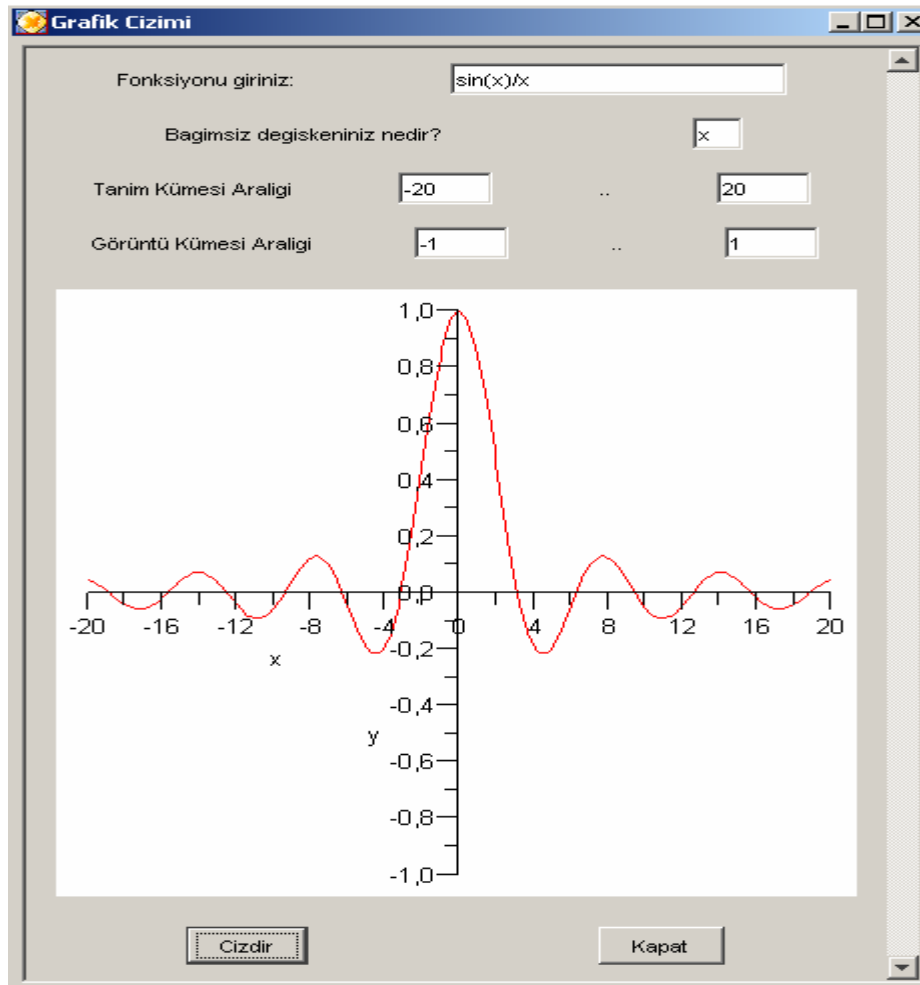 Grafik Cizimi
Fonksiyonu giriniz: sin(x)/x
Bagimsiz degiskeniniz nedir? x
Tanim Kümesi Araligi -20 .. 20
Görüntü Kümesi Araligi -1 .. 1
1,0
0,8
0,6
0,4
0,2
0,0
-20 -16 -12 -8 -4 0 4 8 12 16 20
-0,2
x
-0,4
y
-0,6
-0,8
-1,0
Cizdir Kapat